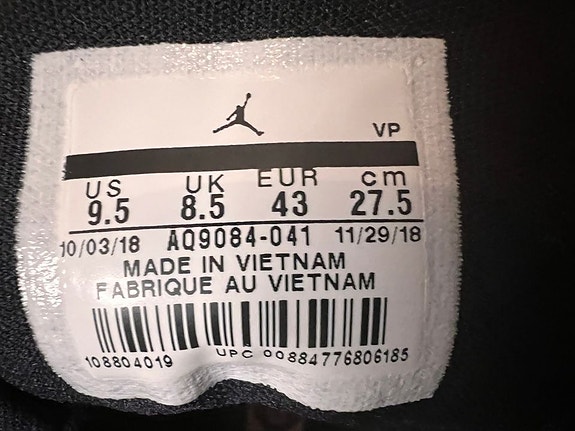 VP
US UK EUR cm
9.5 8.5 43 27.5
10/03/18 AQ9084-041 11/29/18
MADE IN VIETNAM
FABRIQUE AU VIETNAM
108804019 UPC 00884776806185